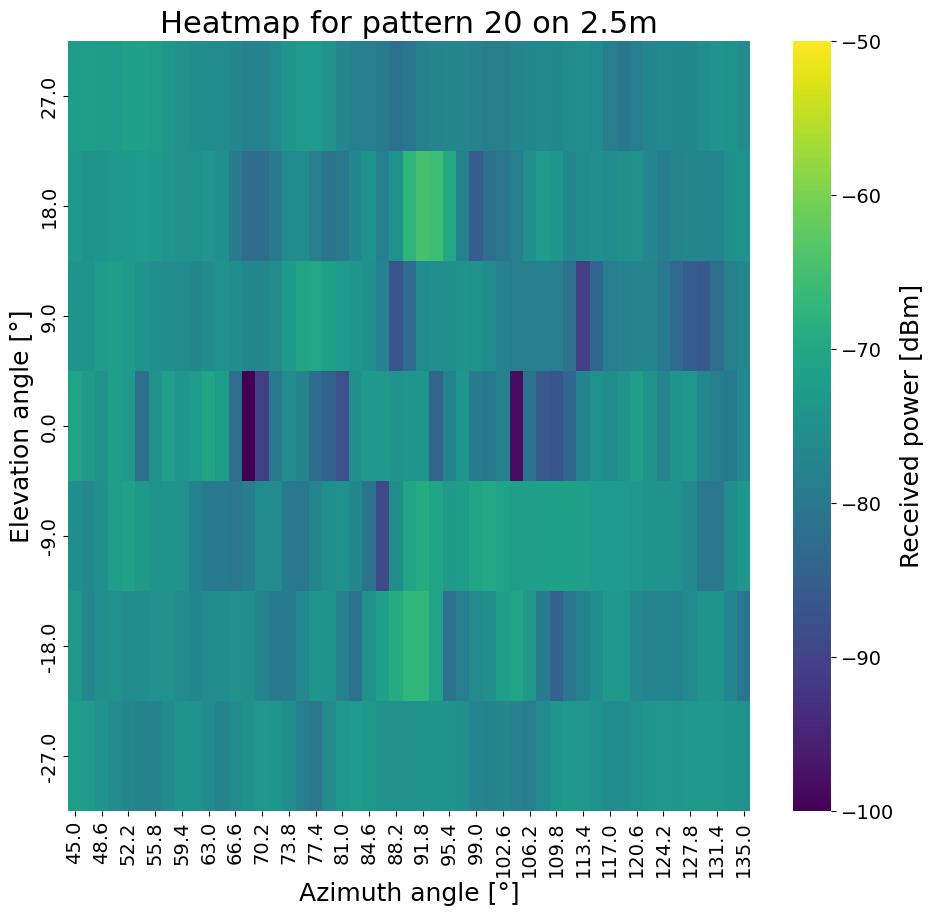 Heatmap for pattern 20 on 2.5m
Elevation angle [°]
27.0
18.0
9.0
0.0
-9.0
-18.0
-27.0
45.0 48.6 52.2 55.8 59.4 63.0 66.6 70.2 73.8 77.4 81.0 84.6 88.2 91.8 95.4 99.0 102.6 106.2 109.8 113.4 117.0 120.6 124.2 127.8 131.4 135.0
Azimuth angle [°]
−50
−60
−70
−80
−90
−100
Received power [dBm]